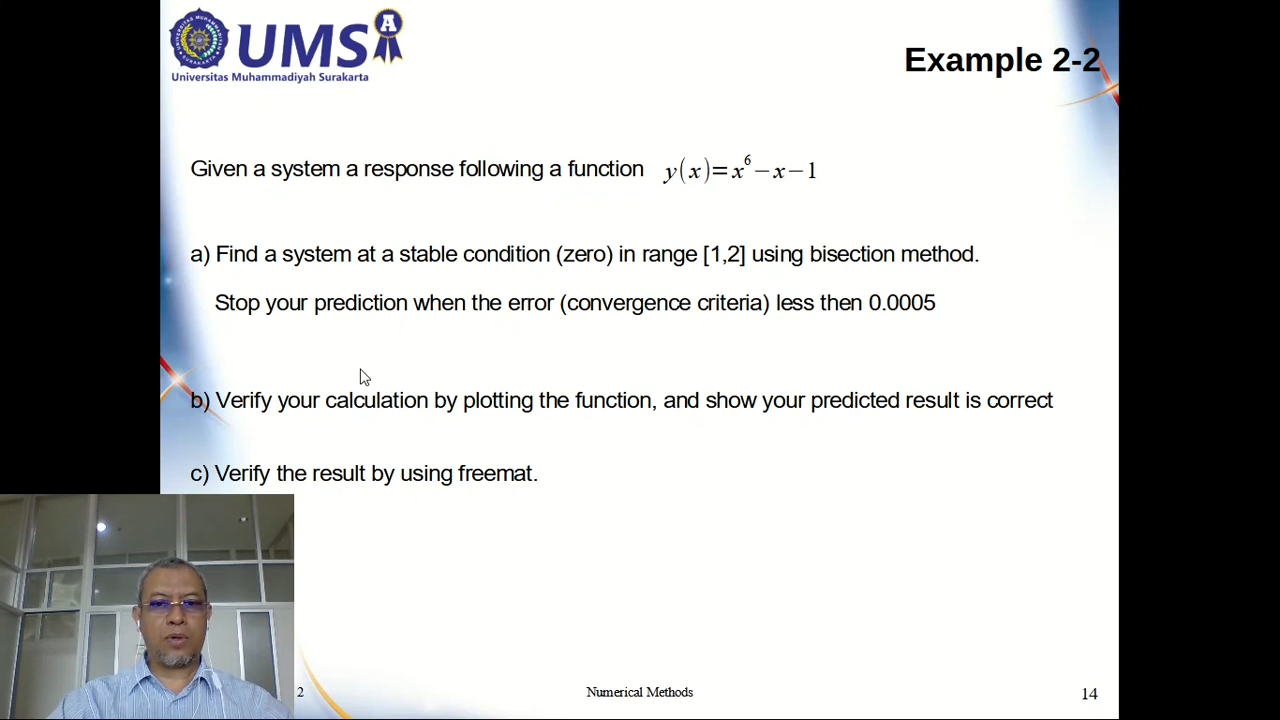 UMS
A
Universitas Muhammadiyah Surakarta
Example 2-2
Given a system a response following a function y(x)=x⁶−x−1
a) Find a system at a stable condition (zero) in range [1,2] using bisection method.
Stop your prediction when the error (convergence criteria) less then 0.0005
b) Verify your calculation by plotting the function, and show your predicted result is correct
c) Verify the result by using freemat.
2
Numerical Methods
14